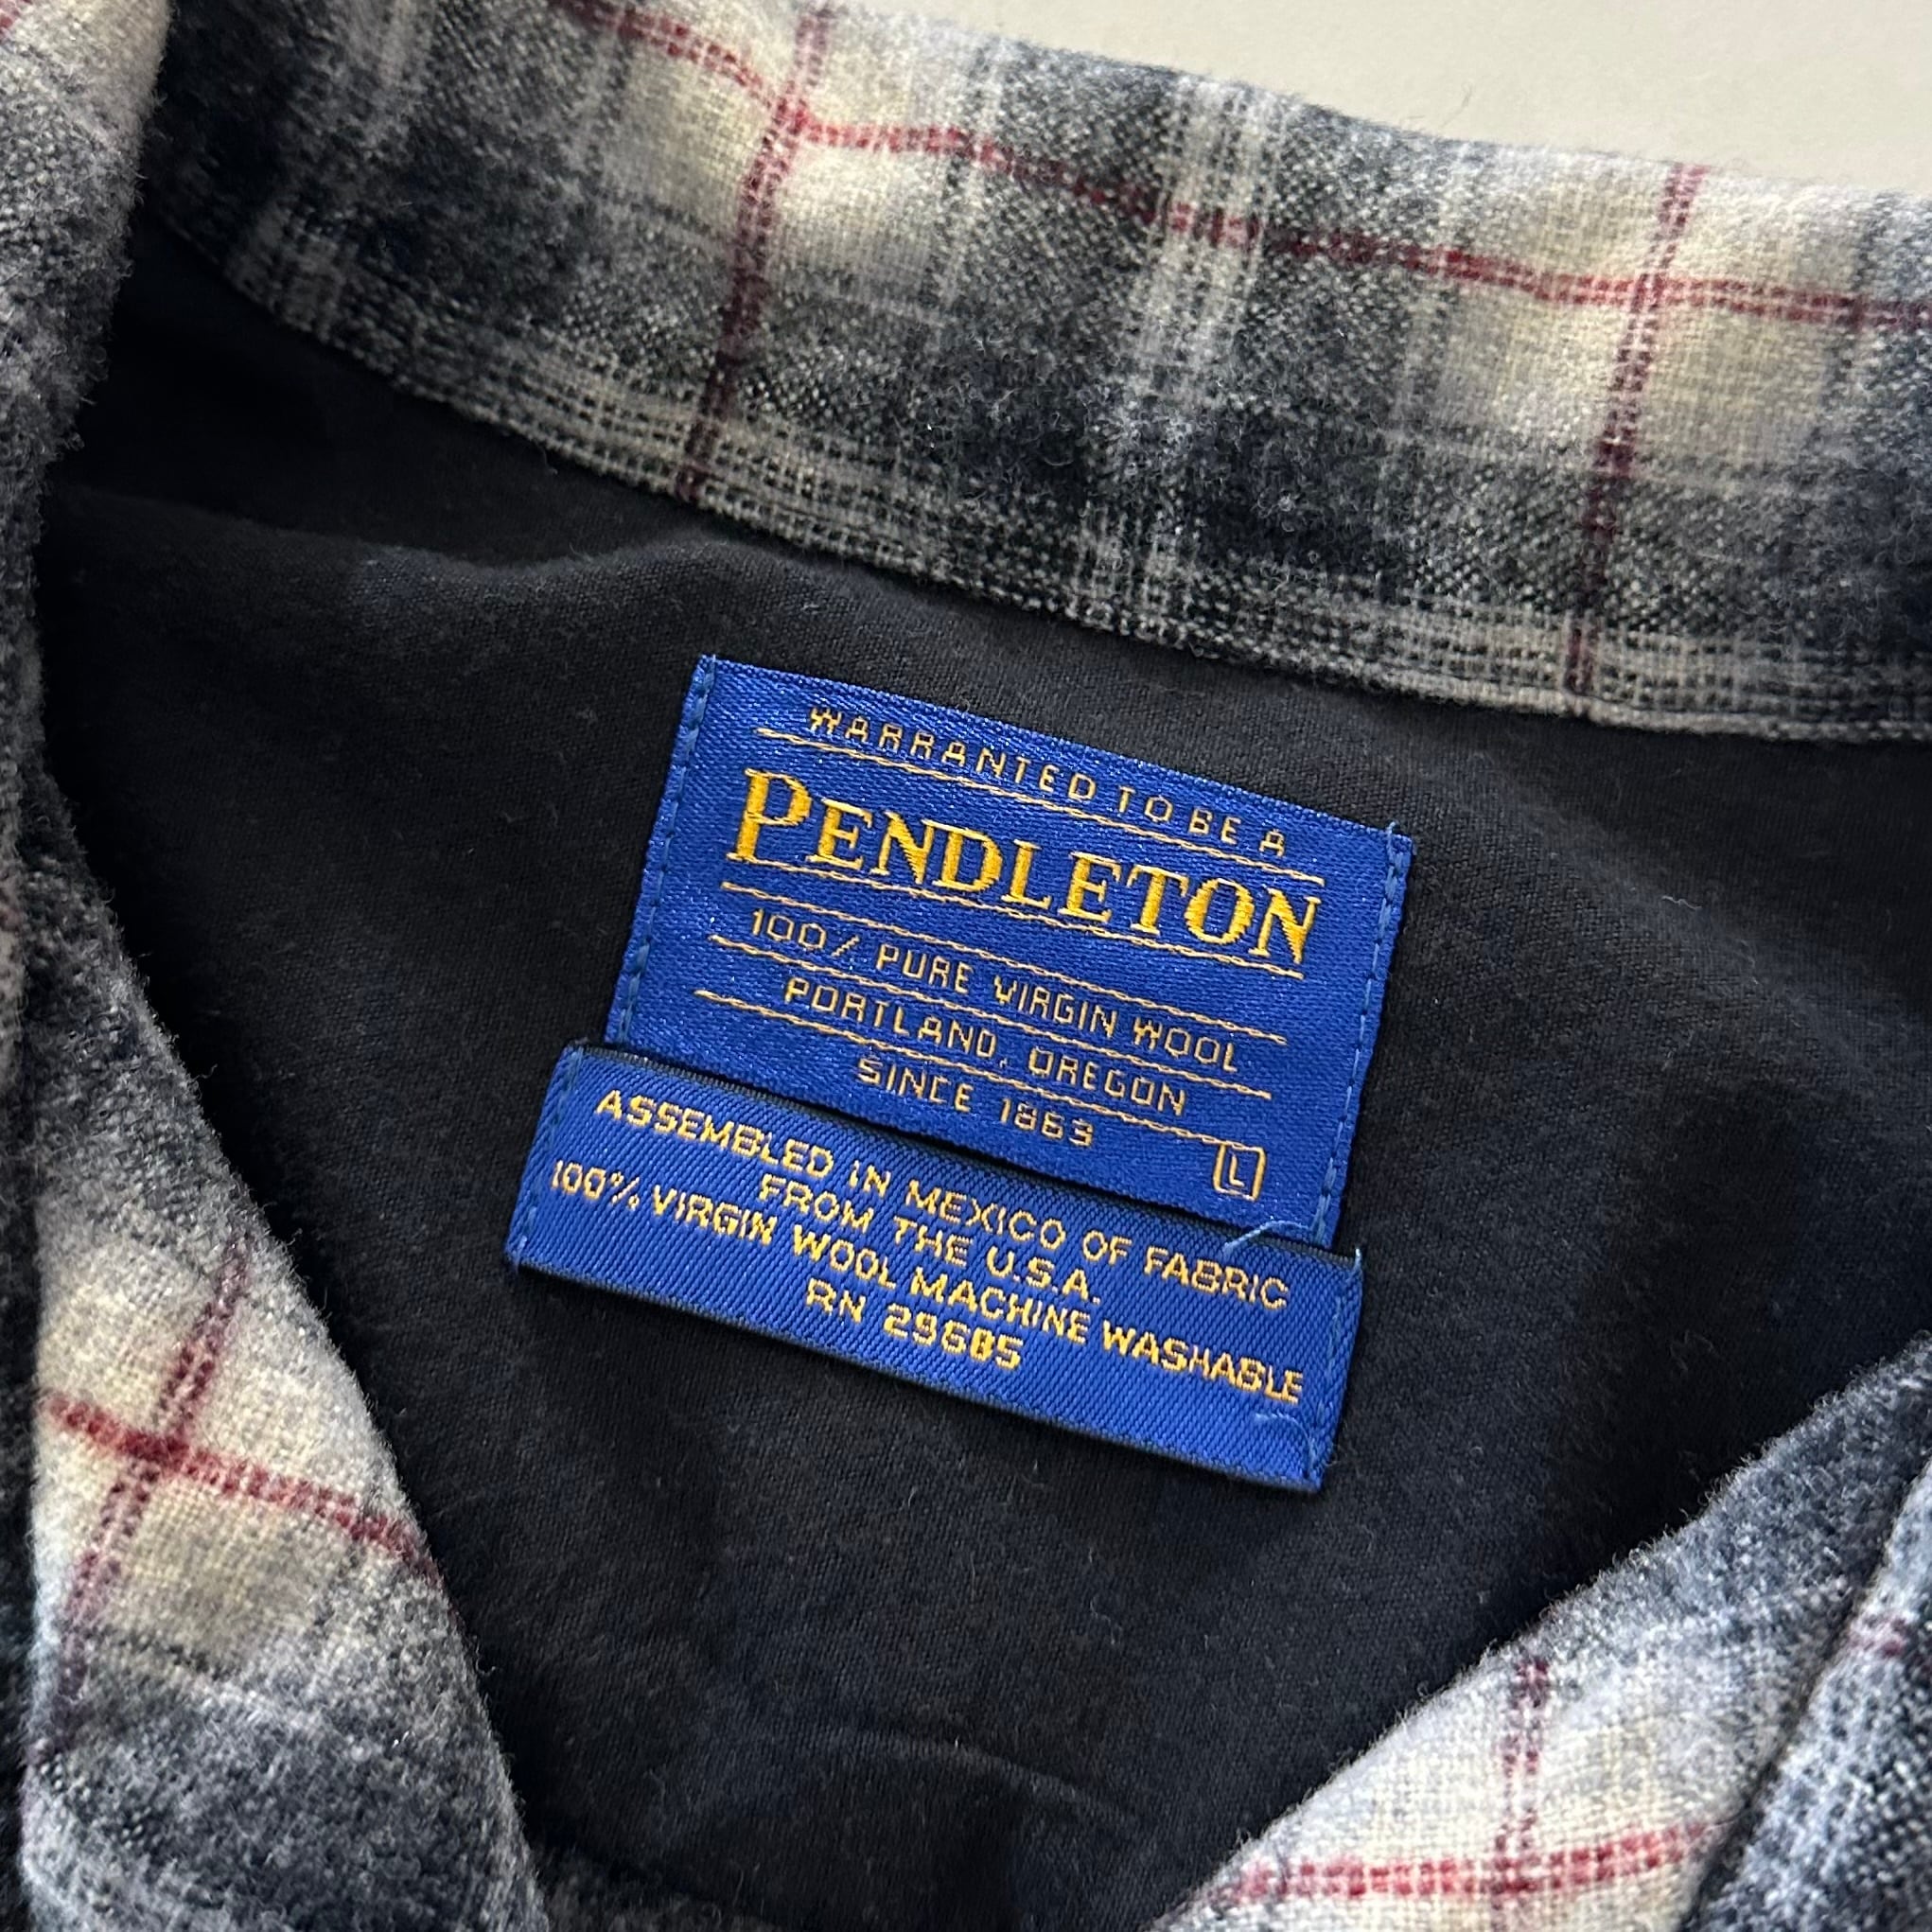 WARRANTED TO BE A
PENDLETON
100% PURE VIRGIN WOOL
PORTLAND, OREGON
SINCE 1863
L
ASSEMBLED IN MEXICO OF FABRIC
FROM THE U.S.A.
100% VIRGIN WOOL MACHINE WASHABLE
RN 29685